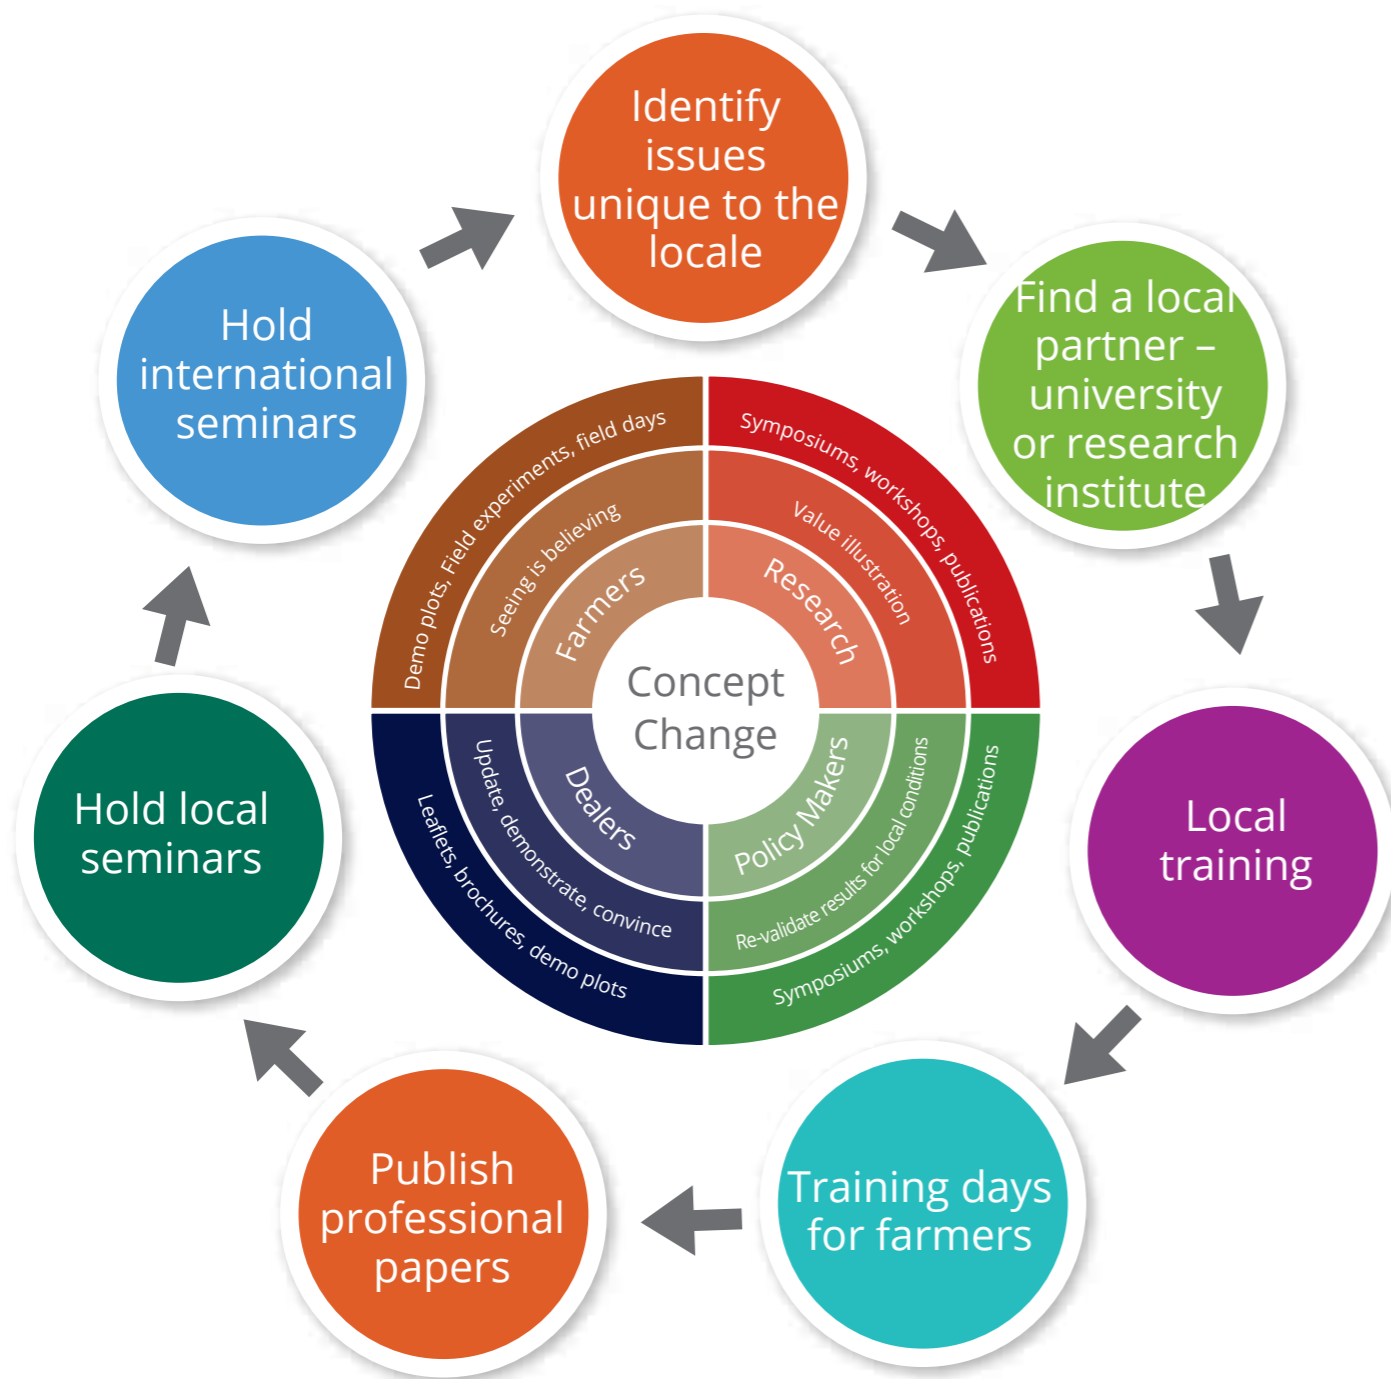 Identify
issues
unique to the
locale
Find a local
partner –
university
or research
institute
Local
training
Training days
for farmers
Publish
professional
papers
Hold local
seminars
Hold
international
seminars
Concept
Change
Farmers
Seeing is believing
Demo plots, Field experiments, field days
Research
Value illustration
Symposiums, workshops, publications
Policy Makers
Re-validate results for local conditions
Symposiums, workshops, publications
Dealers
Update, demonstrate, convince
Leaflets, brochures, demo plots